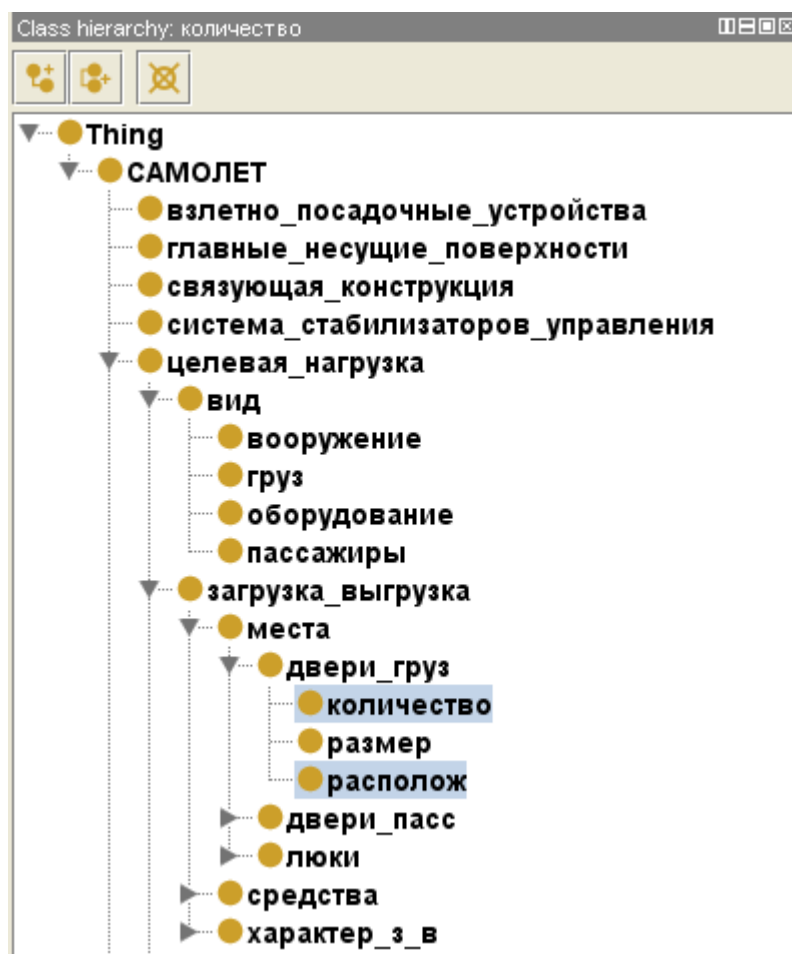 Class hierarchy: количество
Thing
САМОЛЕТ
взлетно_посадочные_устройства
главные_несущие_поверхности
связующая_конструкция
система_стабилизаторов_управления
целевая_нагрузка
вид
вооружение
груз
оборудование
пассажиры
загрузка_выгрузка
места
двери_груз
количество
размер
располож
двери_пасс
люки
средства
характер_з_в